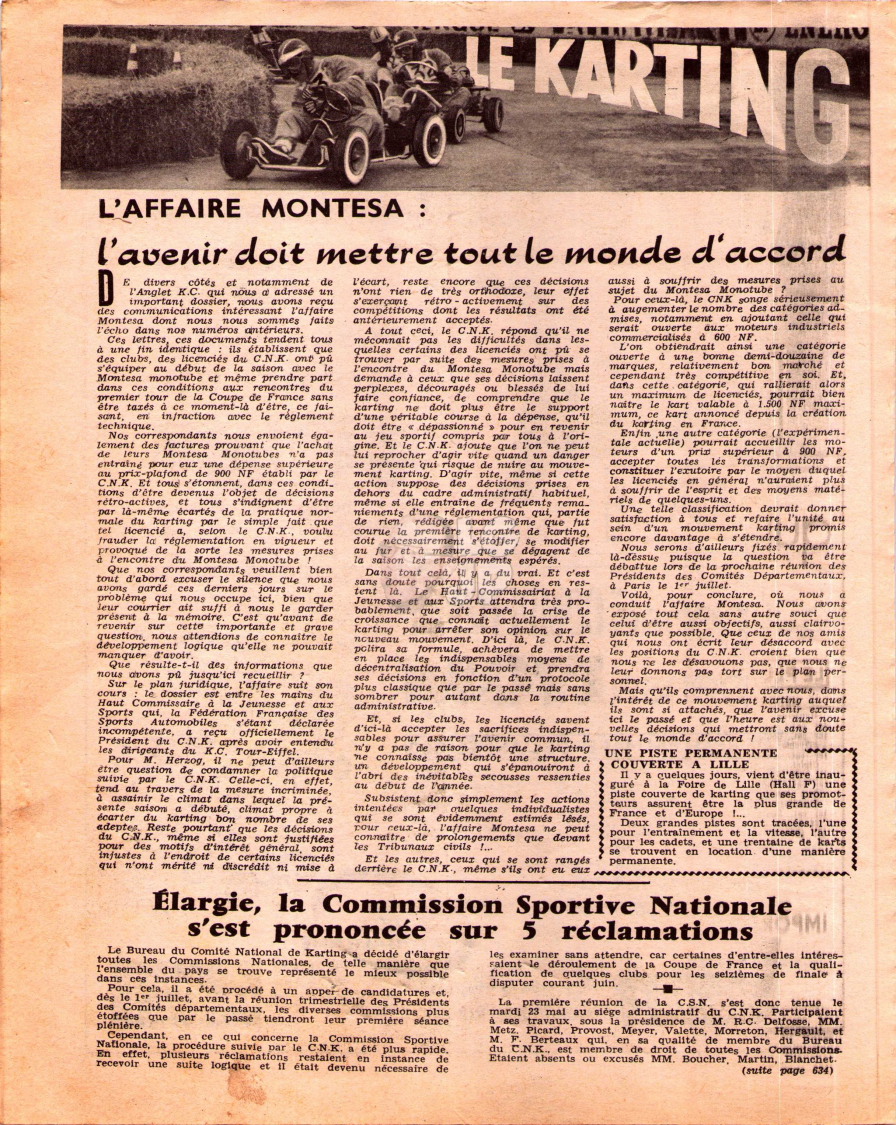 LE KARTING
L'AFFAIRE MONTESA :
l'avenir doit mettre tout le monde d'accord
DE divers côtés et notamment de
l'Anglet K.C. qui nous a adressé un
important dossier, nous avons reçu
des communications intéressant l'affaire
Montesa dont nous nous sommes faits
l'écho dans nos numéros antérieurs.
Ces lettres, ces documents tendent tous
à une fin identique : ils établissent que
des clubs, des licenciés du C.N.K. ont pû
s'équiper au début de la saison avec le
Montesa monotube et même prendre part
dans ces conditions aux rencontres du
premier tour de la Coupe de France sans
être taxés à ce moment-là d'être, ce fai-
sant, en infraction avec le règlement
technique.
Nos correspondants nous envoient éga-
lement des factures prouvant que l'achat
de leurs Montesa Monotubes n'a pas
entraîné pour eux une dépense supérieure
au prix-plafond de 900 NF établi par le
C.N.K. Et tous s'étonnent, dans ces condi-
tions d'être devenus l'objet de décisions
rétro-actives, et tous s'indignent d'être
par là-même écartés de la pratique nor-
male du karting par le simple fait que
tel licencié a, selon le C.N.K., voulu
frauder la réglementation en vigueur et
provoqué de la sorte les mesures prises
à l'encontre du Montesa Monotube !
Que nos correspondants veuillent bien
tout d'abord excuser le silence que nous
avons gardé ces derniers jours sur le
problème qui nous occupe ici, bien que
leur courrier ait suffi à nous le garder
présent à la mémoire. C'est qu'avant de
revenir sur cette importante et grave
question, nous attendions de connaître le
développement logique qu'elle ne pouvait
manquer d'avoir.
Que résulte-t-il des informations que
nous avons pû jusqu'ici recueillir ?
Sur le plan juridique, l'affaire suit son
cours : le dossier est entre les mains du
Haut Commissaire à la Jeunesse et aux
Sports qui, la Fédération Française des
Sports Automobiles s'étant déclarée
incompétente, a reçu officiellement le
Président du C.N.K. après avoir entendu
les dirigeants du K.C. Tour-Eiffel.
Pour M. Herzog, il ne peut d'ailleurs
être question de condamner la politique
suivie par le C.N.K. Celle-ci, en effet,
tend au travers de la mesure incriminée,
à assainir le climat dans lequel la pré-
sente saison a débuté, climat propre à
écarter du karting bon nombre de ses
adeptes. Reste pourtant que les décisions
du C.N.K., même si elles sont justifiées
pour des motifs d'intérêt général, sont
injustes à l'endroit de certains licenciés
qui n'ont mérité ni discrédit ni mise à
l'écart, reste encore que ces décisions
n'ont rien de très orthodoxe, leur effet
s'exerçant rétro-activement sur des
compétitions dont les résultats ont été
antérieurement acceptés.
A tout ceci, le C.N.K. répond qu'il ne
méconnaît pas les difficultés dans les-
quelles certains des licenciés ont pû se
trouver par suite des mesures prises à
l'encontre du Montesa Monotube mais
demande à ceux que ses décisions laissent
perplexes, découragés ou blessés de lui
faire confiance, de comprendre que le
karting ne doit plus être le support
d'une véritable course à la dépense, qu'il
doit être « dépassionné » pour en revenir
au jeu sportif compris par tous à l'ori-
gine. Et le C.N.K. ajoute que l'on ne peut
lui reprocher d'agir vite quand un danger
se présente qui risque de nuire au mouve-
ment karting. D'agir vite, même si cette
action suppose des décisions prises en
dehors du cadre administratif habituel,
même si elle entraîne de fréquents rema-
niements d'une réglementation qui, partie
de rien, rédigée avant même que fut
courue la première rencontre de karting,
doit nécessairement s'étoffer, se modifier
au fur et à mesure que se dégagent de
la saison les enseignements espérés.
Dans tout celà, il y a du vrai. Et c'est
sans doute pourquoi les choses en res-
tent là. Le Haut-Commissariat à la
Jeunesse et aux Sports attendra très pro-
bablement, que soit passée la crise de
croissance que connaît actuellement le
karting pour arrêter son opinion sur le
nouveau mouvement. D'ici là, le C.N.K.
polira sa formule, achèvera de mettre
en place les indispensables moyens de
décentralisation du Pouvoir et, prendra
ses décisions en fonction d'un protocole
plus classique que par le passé mais sans
sombrer pour autant dans la routine
administrative.
Et, si les clubs, les licenciés savent
d'ici-là accepter les sacrifices indispen-
sables pour assurer l'avenir commun, il
n'y a pas de raison pour que le karting
ne connaisse pas bientôt une structure,
un développement qui s'épanouiront à
l'abri des inévitables secousses ressenties
au début de l'année.
Subsistent donc simplement les actions
intentées par quelques individualistes
qui se sont évidemment estimés lésés,
pour ceux-là, l'affaire Montesa ne peut
connaître de prolongements que devant
les Tribunaux civils !...
Et les autres, ceux qui se sont rangés
derrière le C.N.K., même s'ils ont eu eux
aussi à souffrir des mesures prises au
sujet du Montesa Monotube ?
Pour ceux-là, le CNK songe sérieusement
à augmenter le nombre des catégories ad-
mises, notamment en ajoutant celle qui
serait ouverte aux moteurs industriels
commercialisés à 600 NF.
L'on obtiendrait ainsi une catégorie
ouverte à une bonne demi-douzaine de
marques, relativement bon marché et
cependant très compétitive en soi. Et,
dans cette catégorie, qui rallierait alors
un maximum de licenciés, pourrait bien
naître le kart valable à 1.500 NF maxi-
mum, ce kart annoncé depuis la création
du karting en France.
Enfin une autre catégorie (l'expérimen-
tale actuelle) pourrait accueillir les mo-
teurs d'un prix supérieur à 900 NF,
accepter toutes les transformations et
constituer l'exutoire par le moyen duquel
les licenciés en général n'auraient plus
à souffrir de l'esprit et des moyens maté-
riels de quelques-uns.
Une telle classification devrait donner
satisfaction à tous et refaire l'unité au
sein d'un mouvement karting promis
encore davantage à s'étendre.
Nous serons d'ailleurs fixés rapidement
là-dessus puisque la question va être
débattue lors de la prochaine réunion des
Présidents des Comités Départementaux,
à Paris le 1er juillet.
Voilà, pour conclure, où nous a
conduit l'affaire Montesa. Nous avons
exposé tout cela sans autre souci que
celui d'être aussi objectifs, aussi clairvo-
yants que possible. Que ceux de nos amis
qui nous ont écrit leur désaccord avec
les positions du C.N.K. croient bien que
nous ne les désavouons pas, que nous ne
leur donnons pas tort sur le plan per-
sonnel.
Mais qu'ils comprennent avec nous, dans
l'intérêt de ce mouvement karting auquel
ils sont si attachés, que l'avenir excuse
ici le passé et que l'heure est aux nou-
velles décisions qui mettront sans doute
tout le monde d'accord !
UNE PISTE PERMANENTE
COUVERTE A LILLE
Il y a quelques jours, vient d'être inau-
guré à la Foire de Lille (Hall F) une
piste couverte de karting que ses promot-
teurs assurent être la plus grande de
France et d'Europe !...
Deux grandes pistes sont tracées, l'une
pour l'entraînement et la vitesse, l'autre
pour les cadets, et une trentaine de karts
se trouvent en location d'une manière
permanente.
Élargie, la Commission Sportive Nationale
s'est prononcée sur 5 réclamations
Le Bureau du Comité National de Karting a décidé d'élargir
toutes les Commissions Nationales, de telle manière que
l'ensemble du pays se trouve représenté le mieux possible
dans ces instances.
Pour cela, il a été procédé à un appel de candidatures et,
dès le 1er juillet, avant la réunion trimestrielle des Présidents
des Comités départementaux, les diverses commissions plus
étoffées que par le passé tiendront leur première séance
plénière.
Cependant, en ce qui concerne la Commission Sportive
Nationale, la procédure suivie par le C.N.K. a été plus rapide.
En effet, plusieurs réclamations restaient en instance de
recevoir une suite logique et il était devenu nécessaire de
les examiner sans attendre, car certaines d'entre-elles intéres-
saient le déroulement de la Coupe de France et la quali-
fication de quelques clubs pour les seizièmes de finale à
disputer courant juin.
La première réunion de la C.S.N. s'est donc tenue le
mardi 23 mai au siège administratif du C.N.K. Participaient
à ses travaux, sous la présidence de M. R.C. Delfosse, MM.
Metz, Picard, Provost, Meyer, Valette, Morreton, Hergault, et
M. F. Berteaux qui, en sa qualité de membre du Bureau
du C.N.K., est membre de droit de toutes les Commissions.
Etaient absents ou excusés MM. Boucher, Martin, Blanchet.
(suite page 634)